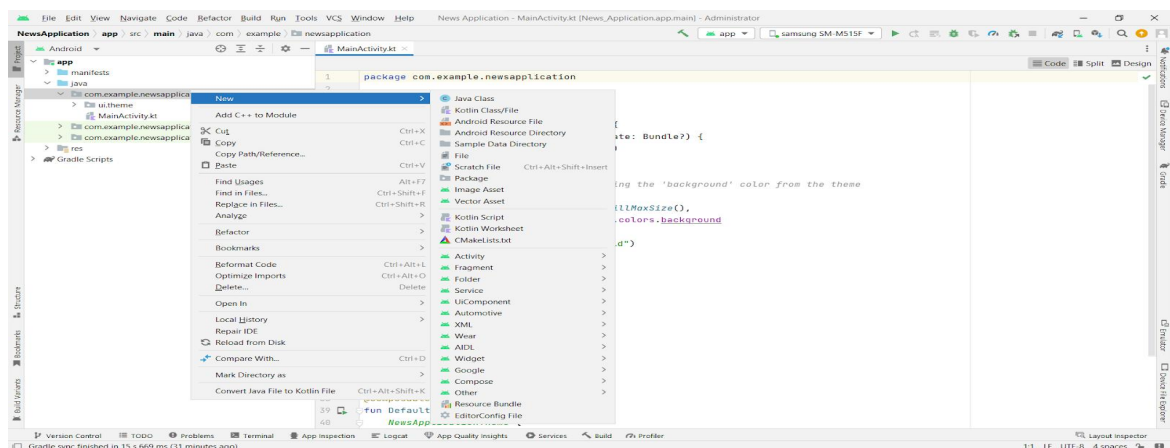 File Edit View Navigate Code Refactor Build Run Tools VCS Window Help News Application - MainActivity.kt [News_Application.app.main] - Administrator
NewsApplication app src main java com example newsapplication app samsung SM-M515F
Android MainActivity.kt
Code Split Design
Project
Resource Manager
Structure
Bookmarks
Build Variants
app
manifests
java
com.example.newsapplica
ui.theme
MainActivity.kt
com.example.newsapplica
com.example.newsapplica
res
Gradle Scripts
New
Add C++ to Module
Cut Ctrl+X
Copy Ctrl+C
Copy Path/Reference...
Paste Ctrl+V
Find Usages Alt+F7
Find in Files... Ctrl+Shift+F
Replace in Files... Ctrl+Shift+R
Analyze
Refactor
Bookmarks
Reformat Code Ctrl+Alt+L
Optimize Imports Ctrl+Alt+O
Delete... Delete
Open In
Local History
Repair IDE
Reload from Disk
Compare With... Ctrl+D
Mark Directory as
Convert Java File to Kotlin File Ctrl+Alt+Shift+K
Java Class
Kotlin Class/File
Android Resource File
Android Resource Directory
Sample Data Directory
File
Scratch File Ctrl+Alt+Shift+Insert
Package
Image Asset
Vector Asset
Kotlin Script
Kotlin Worksheet
CMakeLists.txt
Activity
Fragment
Folder
Service
UiComponent
Automotive
XML
Wear
AIDL
Widget
Google
Compose
Other
Resource Bundle
EditorConfig File
1 package com.example.newsapplication
2
{
ate: Bundle?) {
)
ing the 'background' color from the theme
illMaxSize(),
.colors.background
d")
39 fun Default
40 NewsApp
Notifications
Device Manager
Gradle
Emulator
Device File Explorer
Version Control TODO Problems Terminal App Inspection Logcat App Quality Insights Services Build Profiler Layout Inspector
Gradle sync finished in 15 s 669 ms (31 minutes ago) 1:1 LF UTF-8 4 spaces